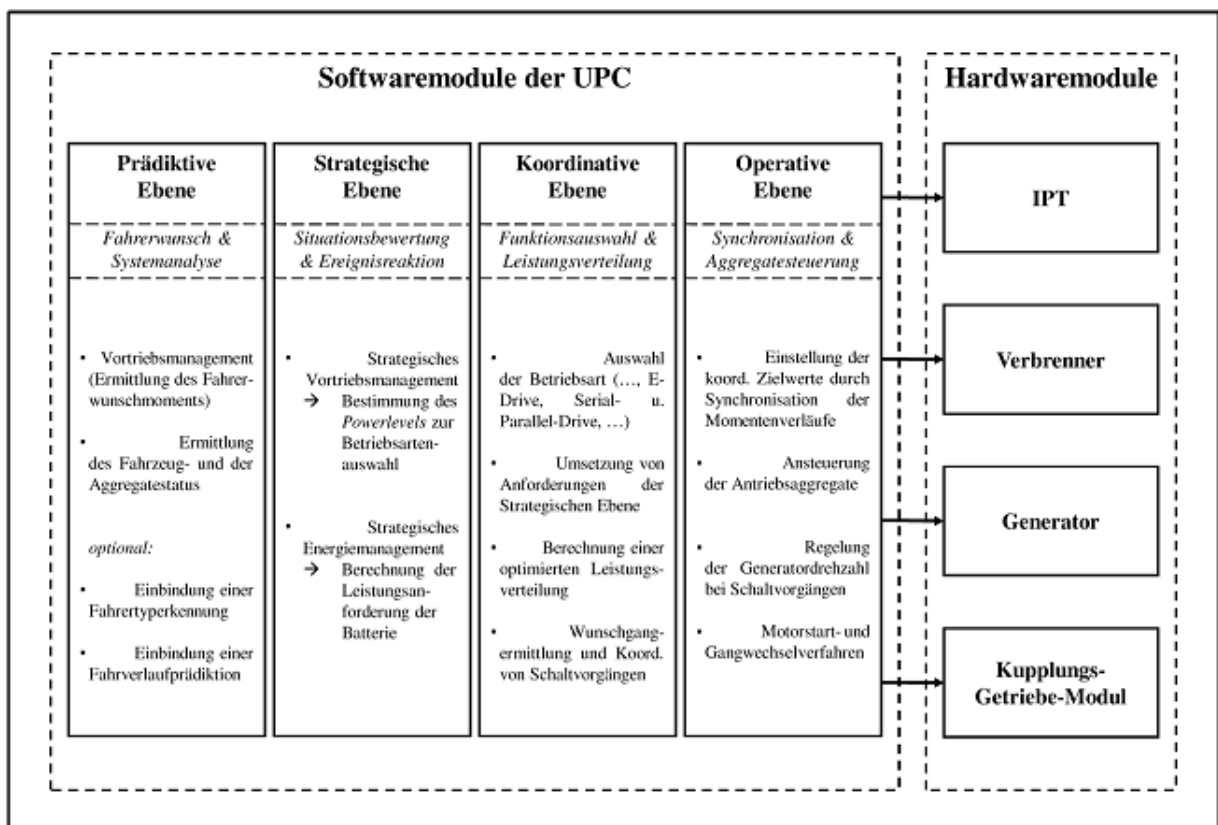 Softwaremodule der UPC
Prädiktive
Ebene
Fahrerwunsch &
Systemanalyse
• Vortriebsmanagement
(Ermittlung des Fahrer-
wunschmoments)
• Ermittlung
des Fahrzeug- und der
Aggregatestatus
optional:
• Einbindung einer
Fahrertyperkennung
• Einbindung einer
Fahrverlaufprädiktion
Strategische
Ebene
Situationsbewertung
& Ereignisreaktion
• Strategisches
Vortriebsmanagement
→ Bestimmung des
Powerlevels zur
Betriebsarten-
auswahl
• Strategisches
Energiemanagement
→ Berechnung der
Leistungsan-
forderung der
Batterie
Koordinative
Ebene
Funktionsauswahl &
Leistungsverteilung
• Auswahl
der Betriebsart (…, E-
Drive, Serial- u.
Parallel-Drive, …)
• Umsetzung von
Anforderungen der
Strategischen Ebene
• Berechnung einer
optimierten Leistungs-
verteilung
• Wunschgang-
ermittlung und Koord.
von Schaltvorgängen
Operative
Ebene
Synchronisation &
Aggregatesteuerung
• Einstellung der
koord. Zielwerte durch
Synchronisation der
Momentenverläufe
• Ansteuerung
der Antriebsaggregate
• Regelung
der Generatordrehzahl
bei Schaltvorgängen
• Motorstart- und
Gangwechselverfahren
Hardwaremodule
IPT
Verbrenner
Generator
Kupplungs-
Getriebe-Modul